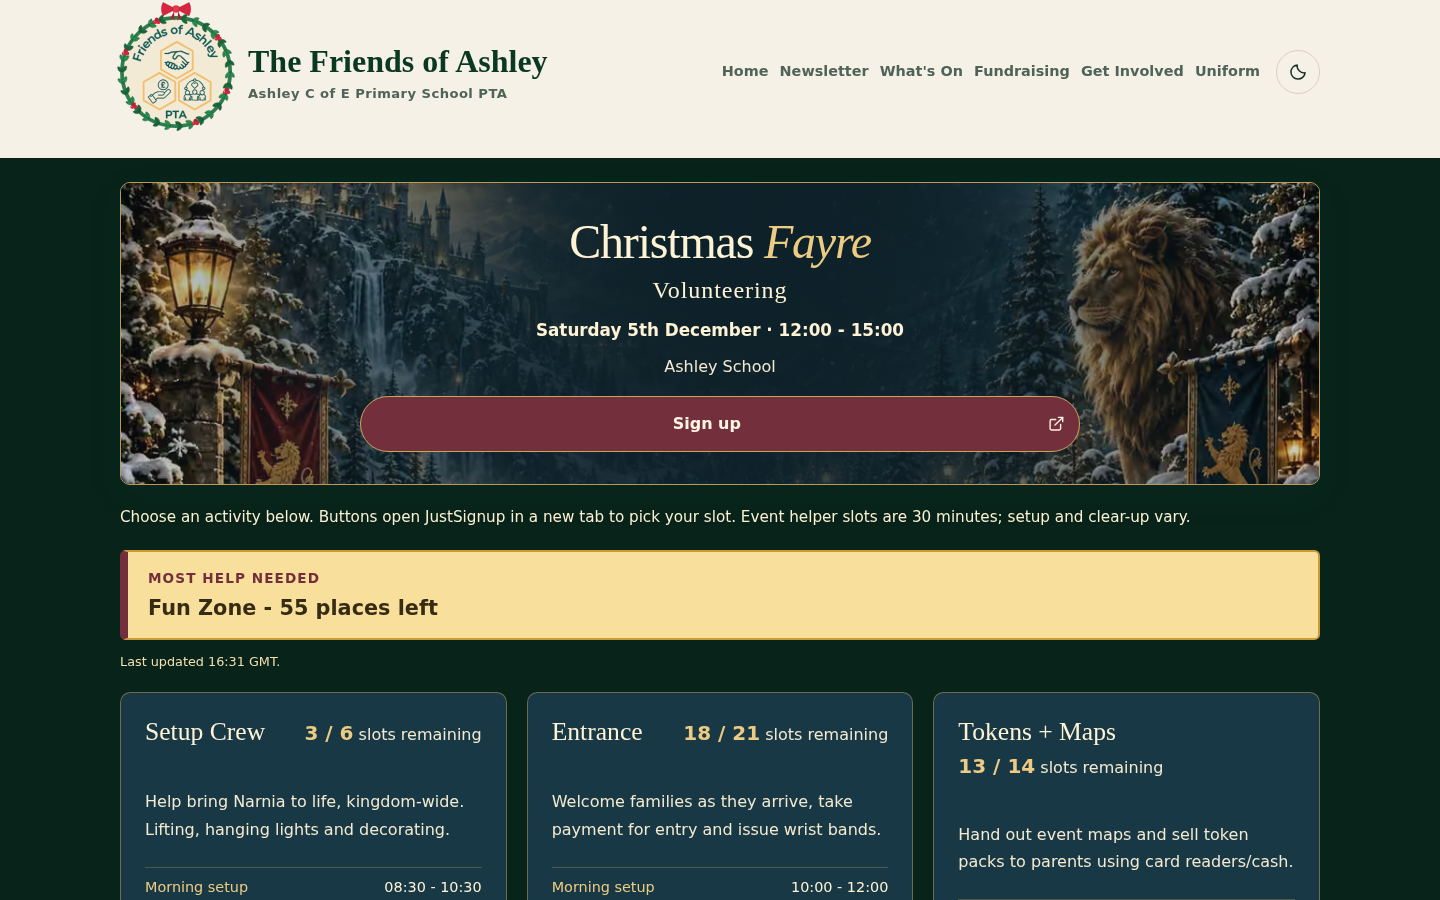 Friends of Ashley
PTA
The Friends of Ashley
Ashley C of E Primary School PTA
Home Newsletter What's On Fundraising Get Involved Uniform
Christmas Fayre
Volunteering
Saturday 5th December · 12:00 - 15:00
Ashley School
Sign up
Choose an activity below. Buttons open JustSignup in a new tab to pick your slot. Event helper slots are 30 minutes; setup and clear-up vary.
MOST HELP NEEDED
Fun Zone - 55 places left
Last updated 16:31 GMT.
Setup Crew 3 / 6 slots remaining
Help bring Narnia to life, kingdom-wide.
Lifting, hanging lights and decorating.
Morning setup 08:30 - 10:30
Entrance 18 / 21 slots remaining
Welcome families as they arrive, take
payment for entry and issue wrist bands.
Morning setup 10:00 - 12:00
Tokens + Maps
13 / 14 slots remaining
Hand out event maps and sell token
packs to parents using card readers/cash.